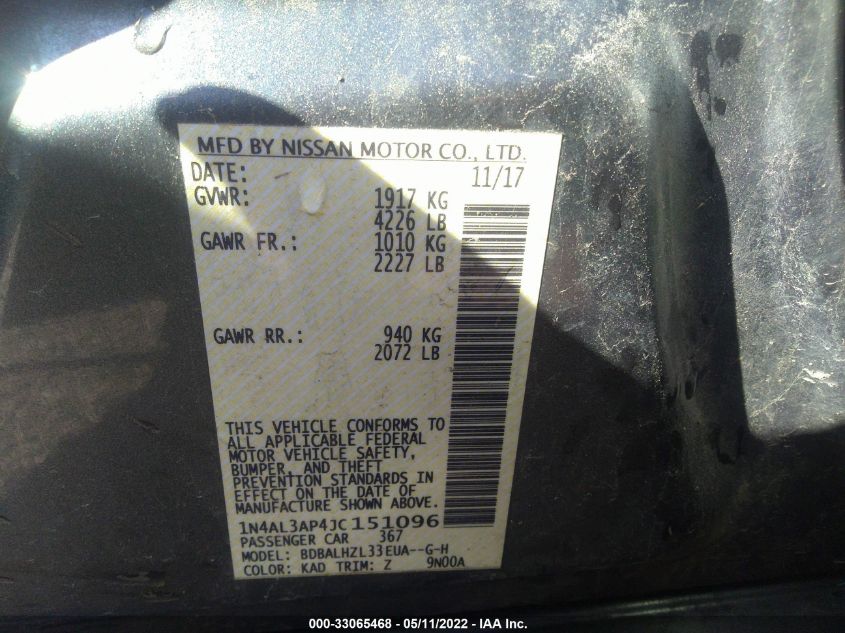 MFD BY NISSAN MOTOR CO., LTD.
DATE: 11/17
GVWR: 1917 KG
4226 LB
GAWR FR.: 1010 KG
2227 LB
GAWR RR.: 940 KG
2072 LB
THIS VEHICLE CONFORMS TO
ALL APPLICABLE FEDERAL
MOTOR VEHICLE SAFETY,
BUMPER, AND THEFT
PREVENTION STANDARDS IN
EFFECT ON THE DATE OF
MANUFACTURE SHOWN ABOVE.
1N4AL3AP4JC151096
PASSENGER CAR 367
MODEL: BDBALHZL33EUA--G-H
COLOR: KAD TRIM: Z 9N00A
000-33065468 - 05/11/2022 - IAA Inc.